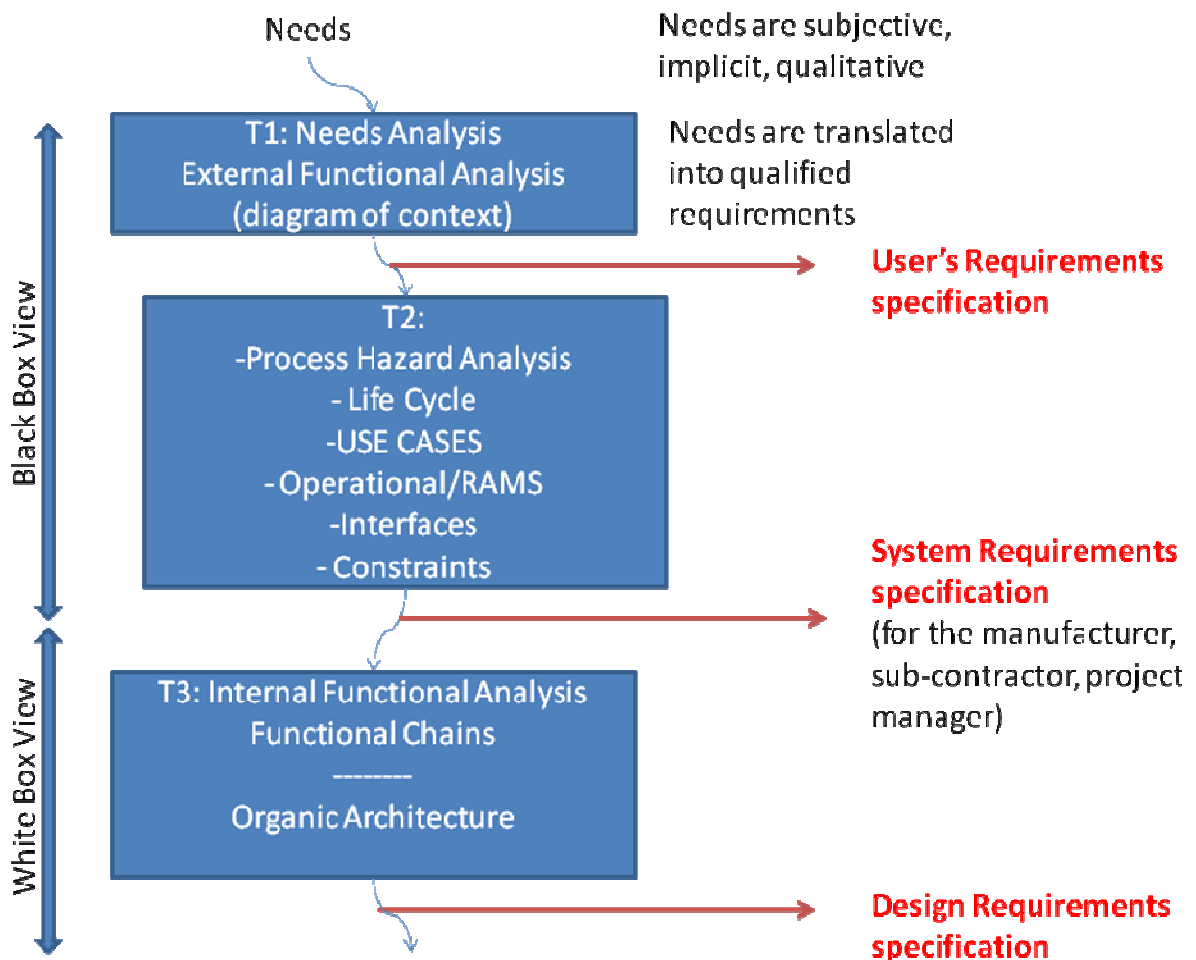 Needs
Needs are subjective,
implicit, qualitative
T1: Needs Analysis
External Functional Analysis
(diagram of context)
Needs are translated
into qualified
requirements
User's Requirements
specification
Black Box View
T2:
-Process Hazard Analysis
- Life Cycle
-USE CASES
- Operational/RAMS
-Interfaces
- Constraints
System Requirements
specification
(for the manufacturer,
sub-contractor, project
manager)
White Box View
T3: Internal Functional Analysis
Functional Chains
--------
Organic Architecture
Design Requirements
specification